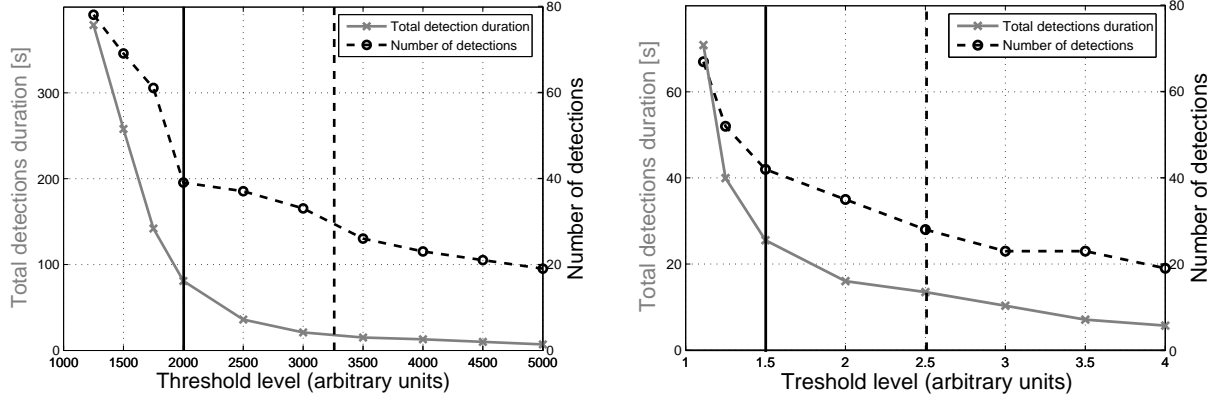 Total detection duration
Number of detections
Total detections duration [s]
0
100
200
300
0
20
40
60
80
Number of detections
1000 1500 2000 2500 3000 3500 4000 4500 5000
Threshold level (arbitrary units)
Total detections duration
Number of detections
Total detections duration [s]
0
20
40
60
0
20
40
60
80
Number of detections
1 1.5 2 2.5 3 3.5 4
Treshold level (arbitrary units)